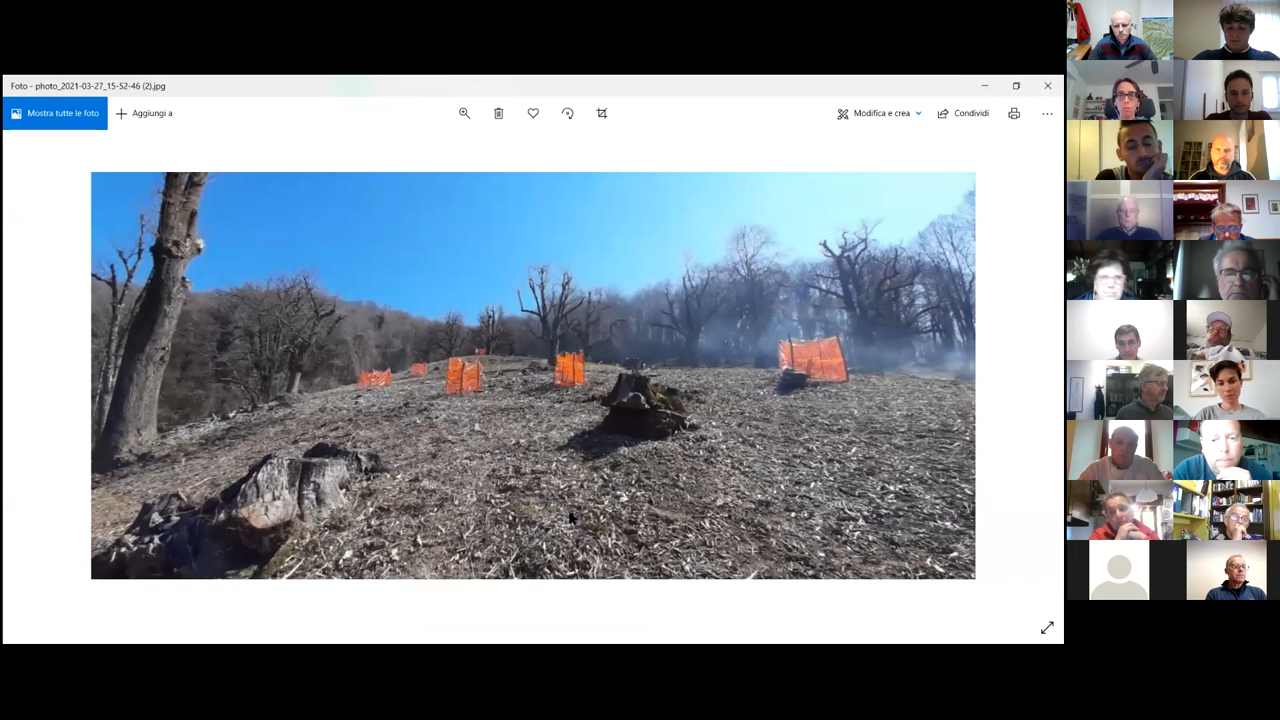 Foto - photo_2021-03-27_15-52-46 (2).jpg
Mostra tutte le foto
Aggiungi a
Modifica e crea
Condividi